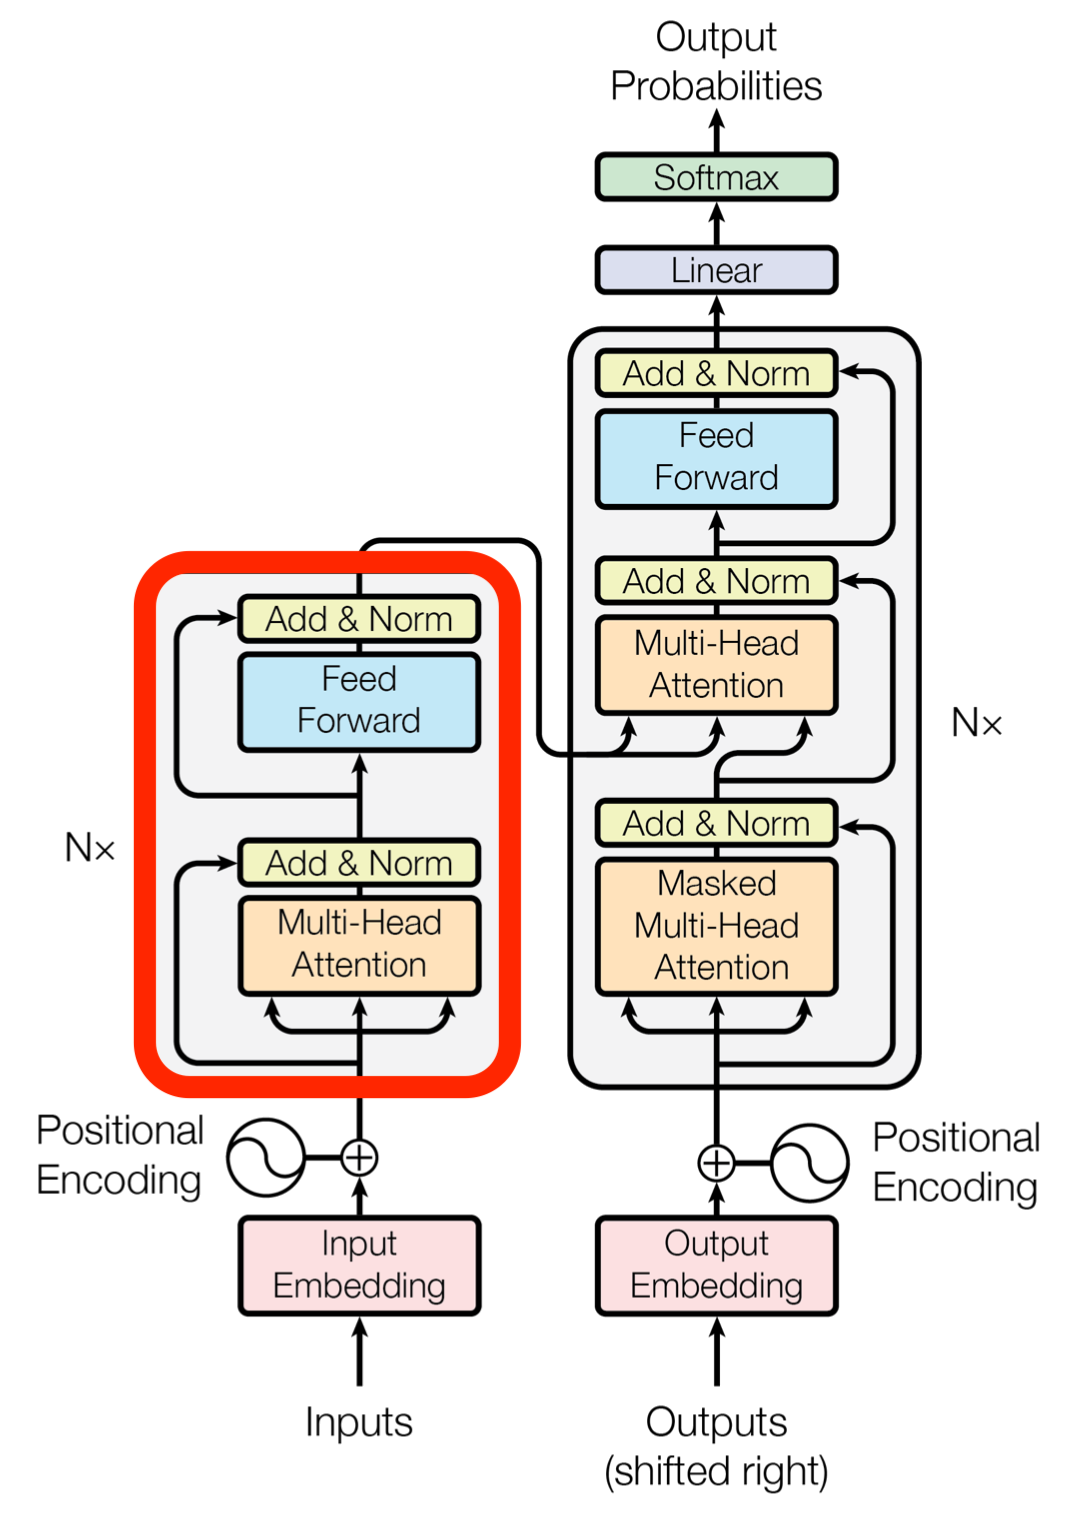 Output
Probabilities
Softmax
Linear
Add & Norm
Feed
Forward
Add & Norm
Multi-Head
Attention
Add & Norm
Masked
Multi-Head
Attention
Nx
Add & Norm
Feed
Forward
Add & Norm
Multi-Head
Attention
Nx
Positional
Encoding
Positional
Encoding
Input
Embedding
Output
Embedding
Inputs
Outputs
(shifted right)